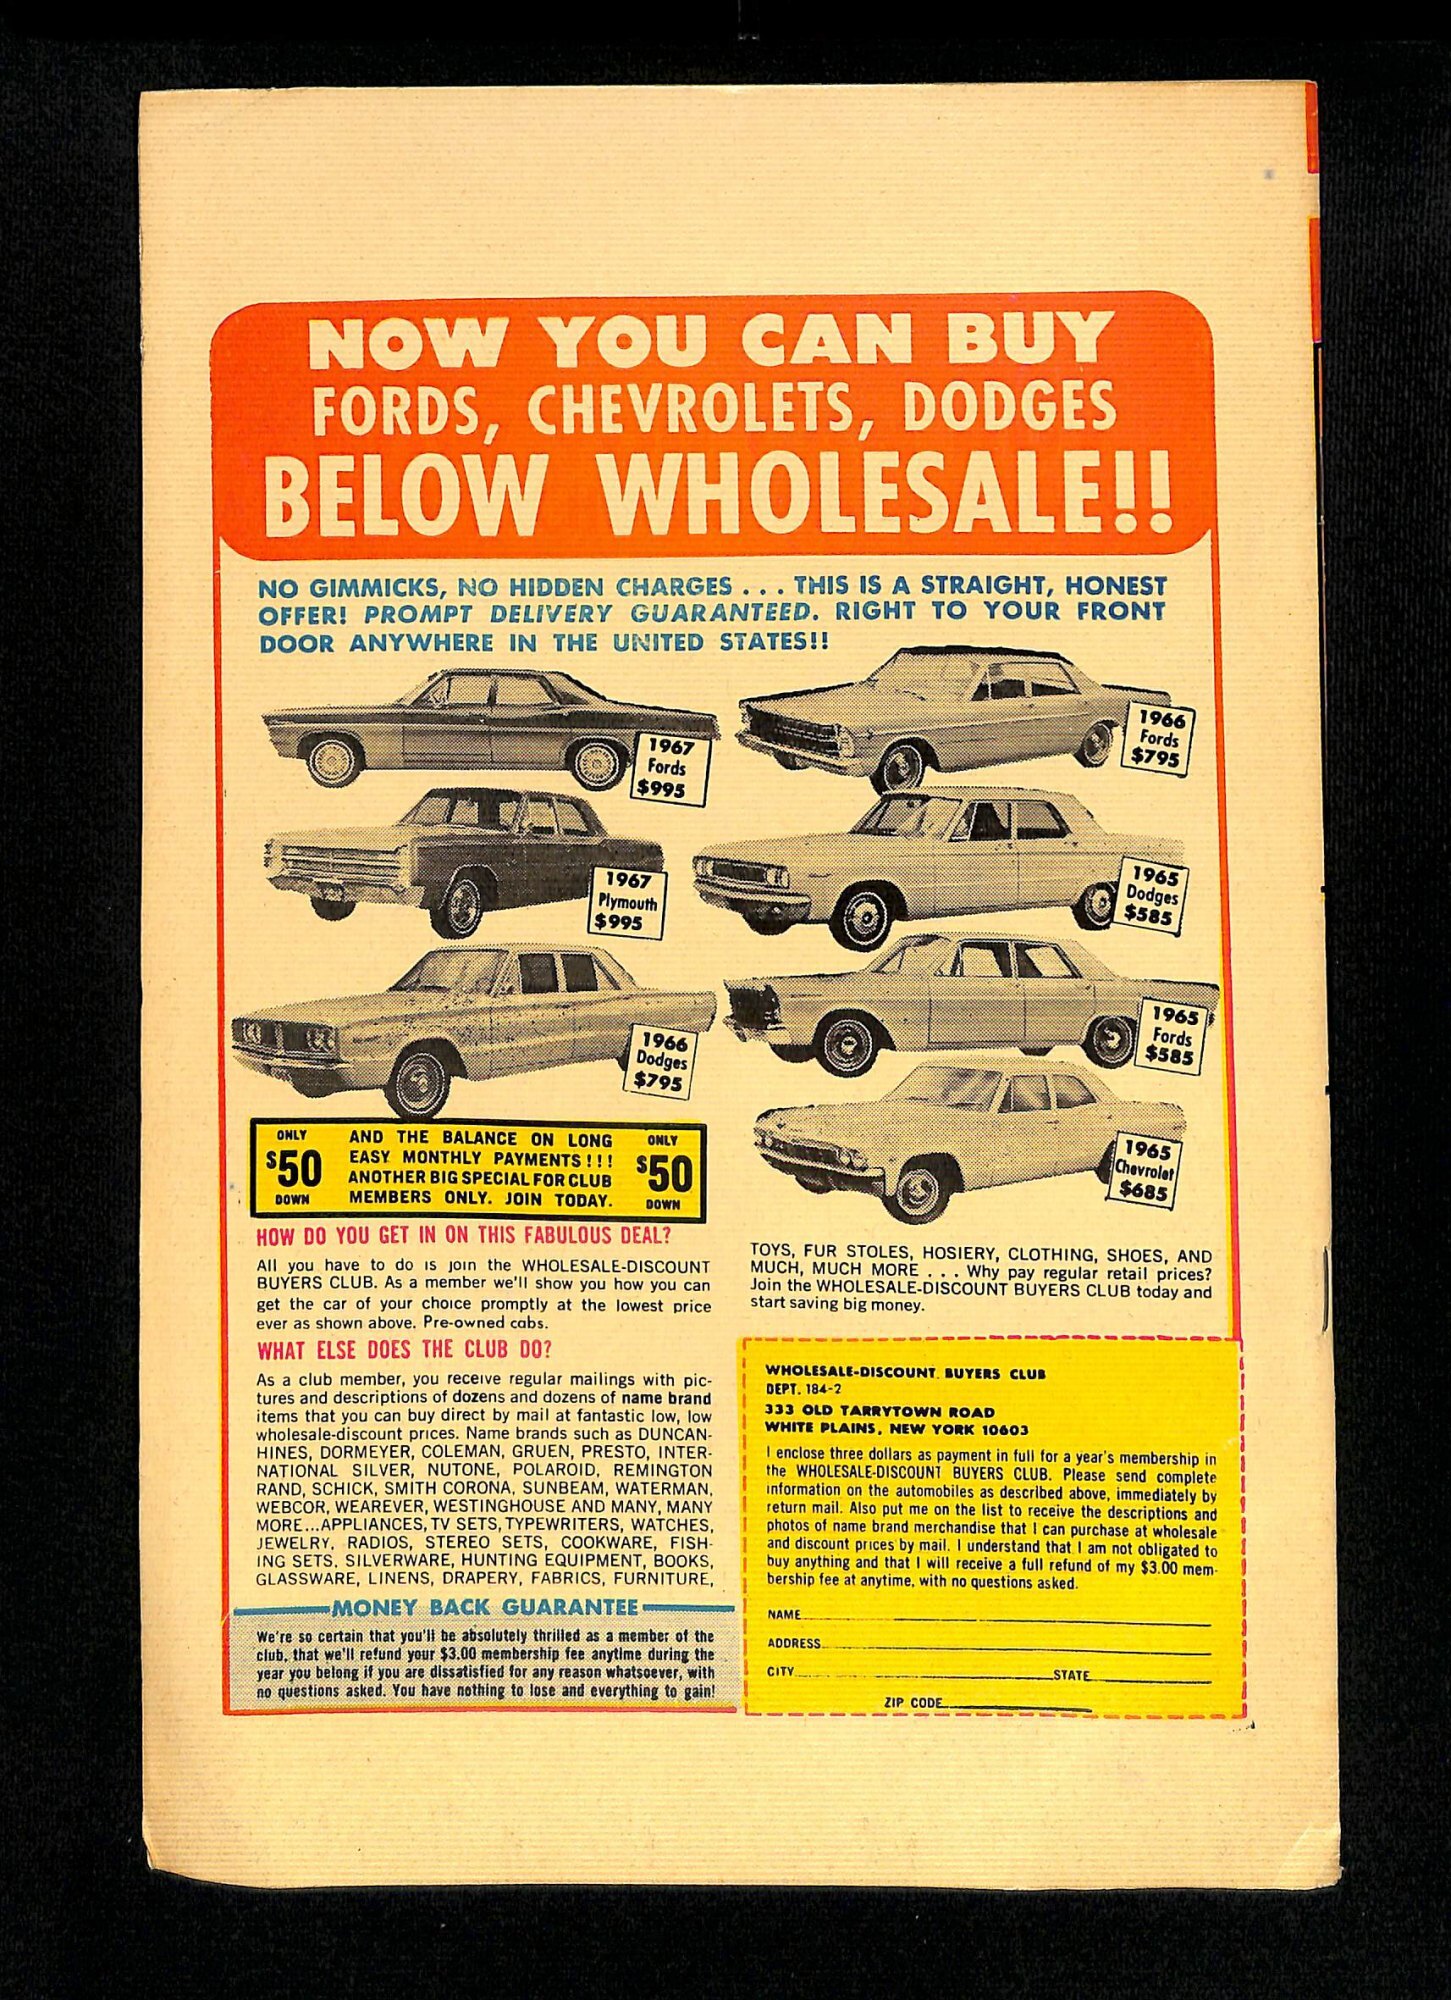 NOW YOU CAN BUY
FORDS, CHEVROLETS, DODGES
BELOW WHOLESALE!!
NO GIMMICKS, NO HIDDEN CHARGES . . . THIS IS A STRAIGHT, HONEST
OFFER! PROMPT DELIVERY GUARANTEED. RIGHT TO YOUR FRONT
DOOR ANYWHERE IN THE UNITED STATES!!
1967
Fords
$995
1966
Fords
$795
1967
Plymouth
$995
1965
Dodges
$585
1966
Dodges
$795
1965
Fords
$585
1965
Chevrolet
$685
ONLY
$50
DOWN
AND THE BALANCE ON LONG
EASY MONTHLY PAYMENTS!!!
ANOTHER BIG SPECIAL FOR CLUB
MEMBERS ONLY. JOIN TODAY.
ONLY
$50
DOWN
HOW DO YOU GET IN ON THIS FABULOUS DEAL?
All you have to do is join the WHOLESALE-DISCOUNT
BUYERS CLUB. As a member we'll show you how you can
get the car of your choice promptly at the lowest price
ever as shown above. Pre-owned cabs.
WHAT ELSE DOES THE CLUB DO?
As a club member, you receive regular mailings with pic-
tures and descriptions of dozens and dozens of name brand
items that you can buy direct by mail at fantastic low, low
wholesale-discount prices. Name brands such as DUNCAN-
HINES, DORMEYER, COLEMAN, GRUEN, PRESTO, INTER-
NATIONAL SILVER, NUTONE, POLAROID, REMINGTON
RAND, SCHICK, SMITH CORONA, SUNBEAM, WATERMAN,
WEBCOR, WEAREVER, WESTINGHOUSE AND MANY, MANY
MORE...APPLIANCES, TV SETS, TYPEWRITERS, WATCHES,
JEWELRY, RADIOS, STEREO SETS, COOKWARE, FISH-
ING SETS, SILVERWARE, HUNTING EQUIPMENT, BOOKS,
GLASSWARE, LINENS, DRAPERY, FABRICS, FURNITURE,
TOYS, FUR STOLES, HOSIERY, CLOTHING, SHOES, AND
MUCH, MUCH MORE . . . Why pay regular retail prices?
Join the WHOLESALE-DISCOUNT BUYERS CLUB today and
start saving big money.
MONEY BACK GUARANTEE
We're so certain that you'll be absolutely thrilled as a member of the
club, that we'll refund your $3.00 membership fee anytime during the
year you belong if you are dissatisfied for any reason whatsoever, with
no questions asked. You have nothing to lose and everything to gain!
WHOLESALE-DISCOUNT BUYERS CLUB
DEPT. 184-2
333 OLD TARRYTOWN ROAD
WHITE PLAINS, NEW YORK 10603
I enclose three dollars as payment in full for a year's membership in
the WHOLESALE-DISCOUNT BUYERS CLUB. Please send complete
information on the automobiles as described above, immediately by
return mail. Also put me on the list to receive the descriptions and
photos of name brand merchandise that I can purchase at wholesale
and discount prices by mail. I understand that I am not obligated to
buy anything and that I will receive a full refund of my $3.00 mem-
bership fee at anytime, with no questions asked.
NAME
ADDRESS
CITY STATE
ZIP CODE